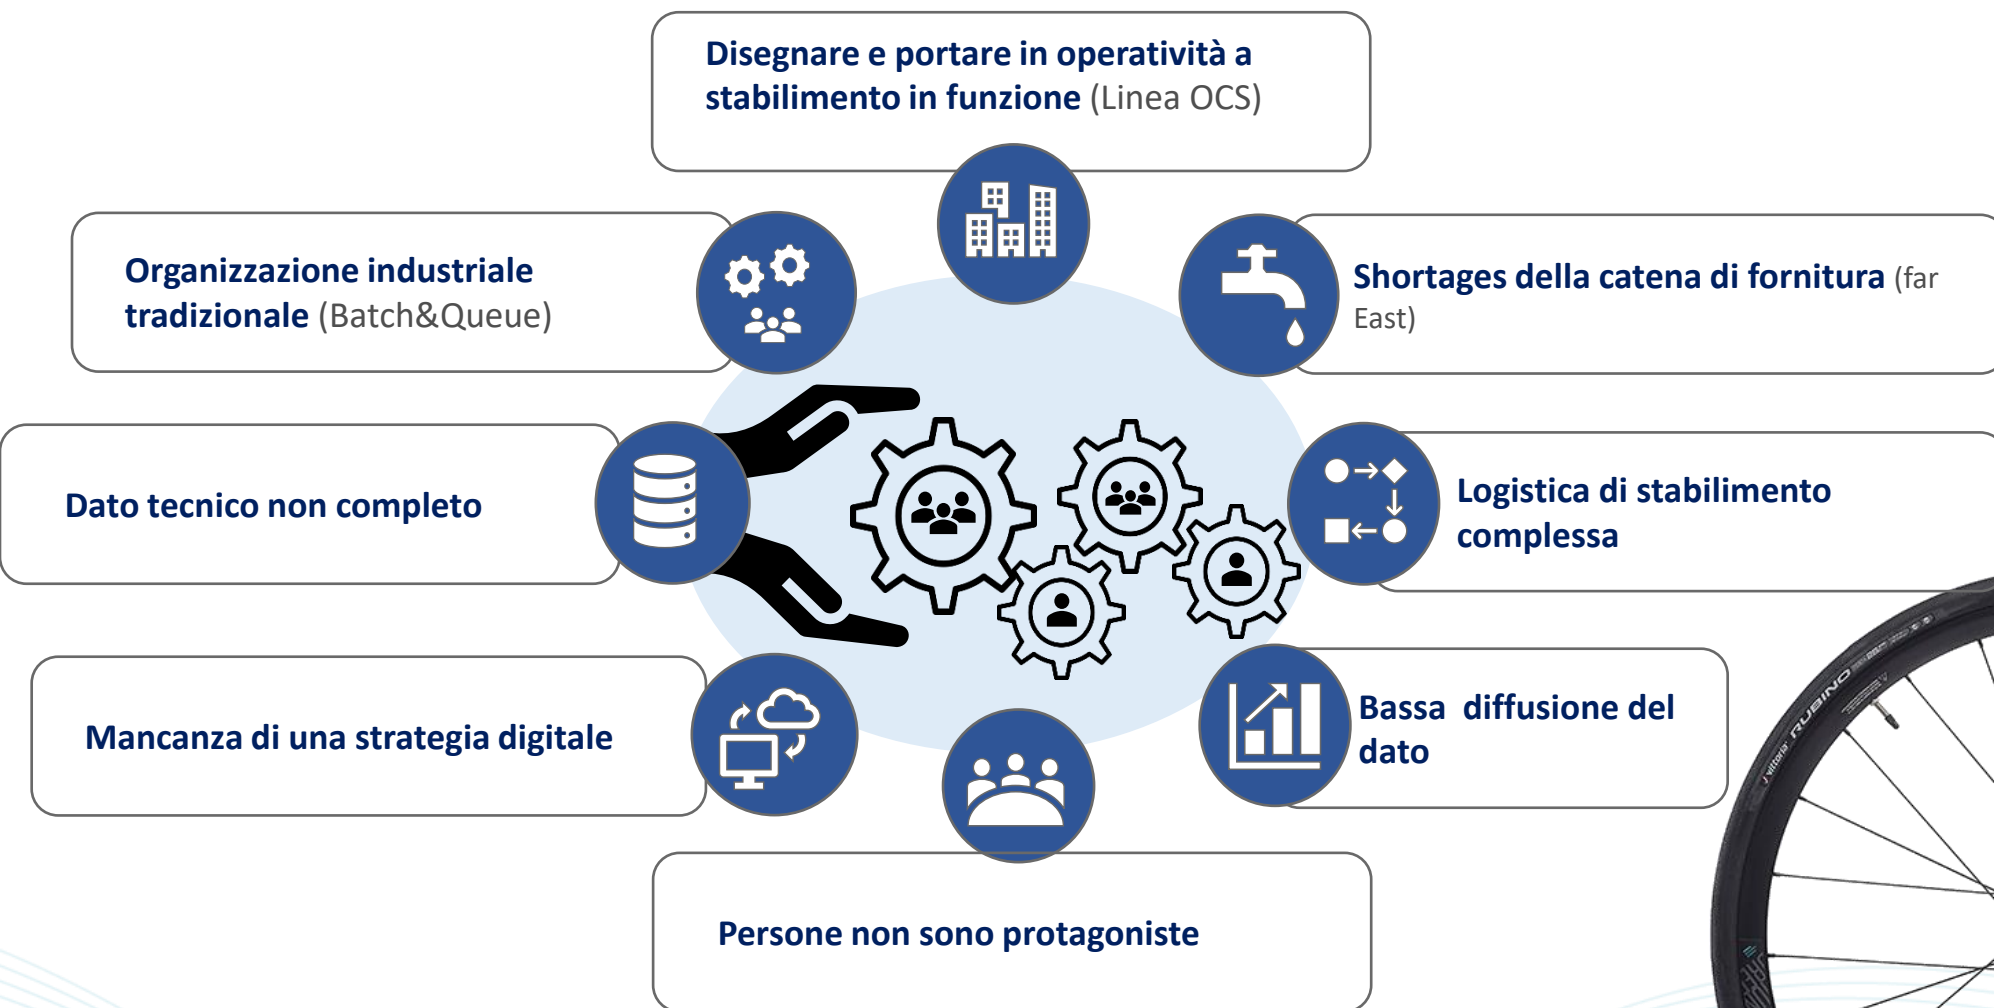 Disegnare e portare in operatività a
stabilimento in funzione (Linea OCS)
Organizzazione industriale
tradizionale (Batch&Queue)
Shortages della catena di fornitura (far
East)
Dato tecnico non completo
Logistica di stabilimento
complessa
Mancanza di una strategia digitale
Bassa  diffusione del
dato
Persone non sono protagoniste
vittoria RUBINO